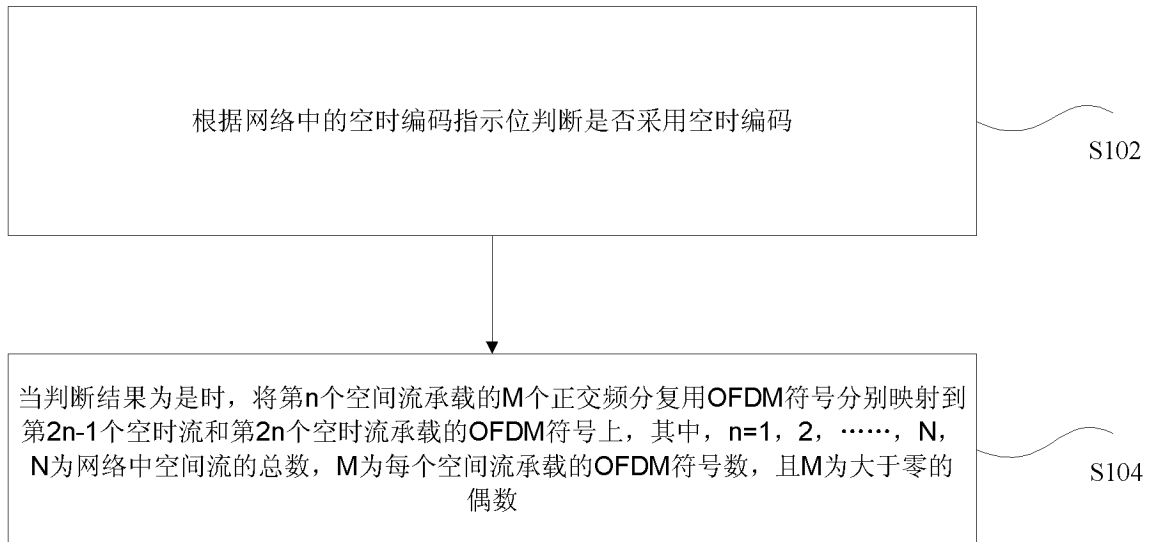 根据网络中的空时编码指示位判断是否采用空时编码
S102
当判断结果为是时，将第n个空间流承载的M个正交频分复用OFDM符号分别映射到
第2n-1个空时流和第2n个空时流承载的OFDM符号上，其中，n=1，2，……，N，
N为网络中空间流的总数，M为每个空间流承载的OFDM符号数，且M为大于零的
偶数
S104